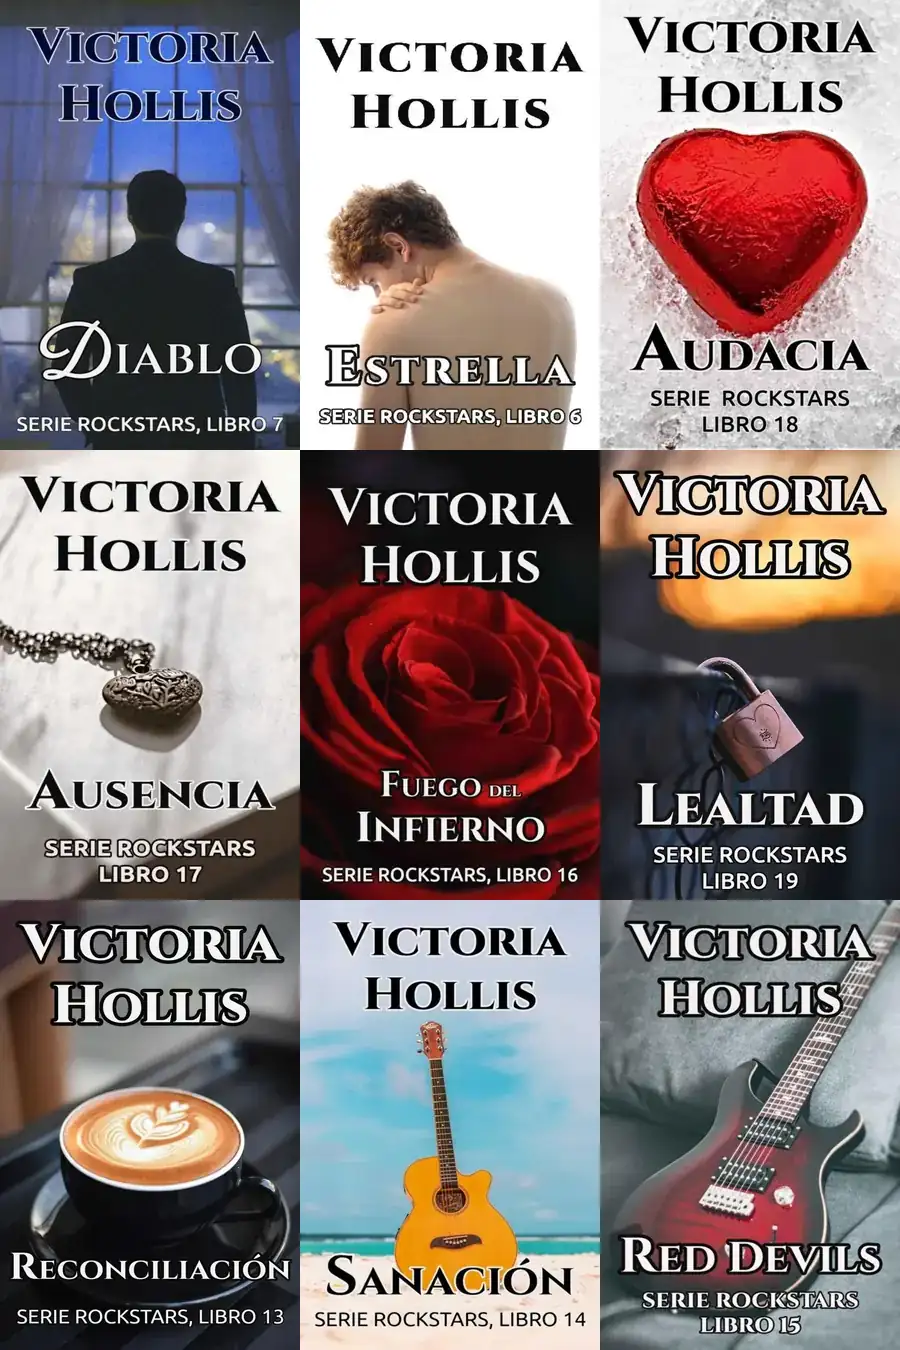 VICTORIA
HOLLIS
DIABLO
SERIE ROCKSTARS, LIBRO 7
VICTORIA
HOLLIS
ESTRELLA
SERIE ROCKSTARS, LIBRO 6
VICTORIA
HOLLIS
AUDACIA
SERIE ROCKSTARS
LIBRO 18
VICTORIA
HOLLIS
AUSENCIA
SERIE ROCKSTARS
LIBRO 17
VICTORIA
HOLLIS
FUEGO DEL
INFIERNO
SERIE ROCKSTARS, LIBRO 16
VICTORIA
HOLLIS
LEALTAD
SERIE ROCKSTARS
LIBRO 19
VICTORIA
HOLLIS
RECONCILIACIÓN
SERIE ROCKSTARS, LIBRO 13
VICTORIA
HOLLIS
SANACIÓN
SERIE ROCKSTARS, LIBRO 14
VICTORIA
HOLLIS
RED DEVILS
SERIE ROCKSTARS
LIBRO 15